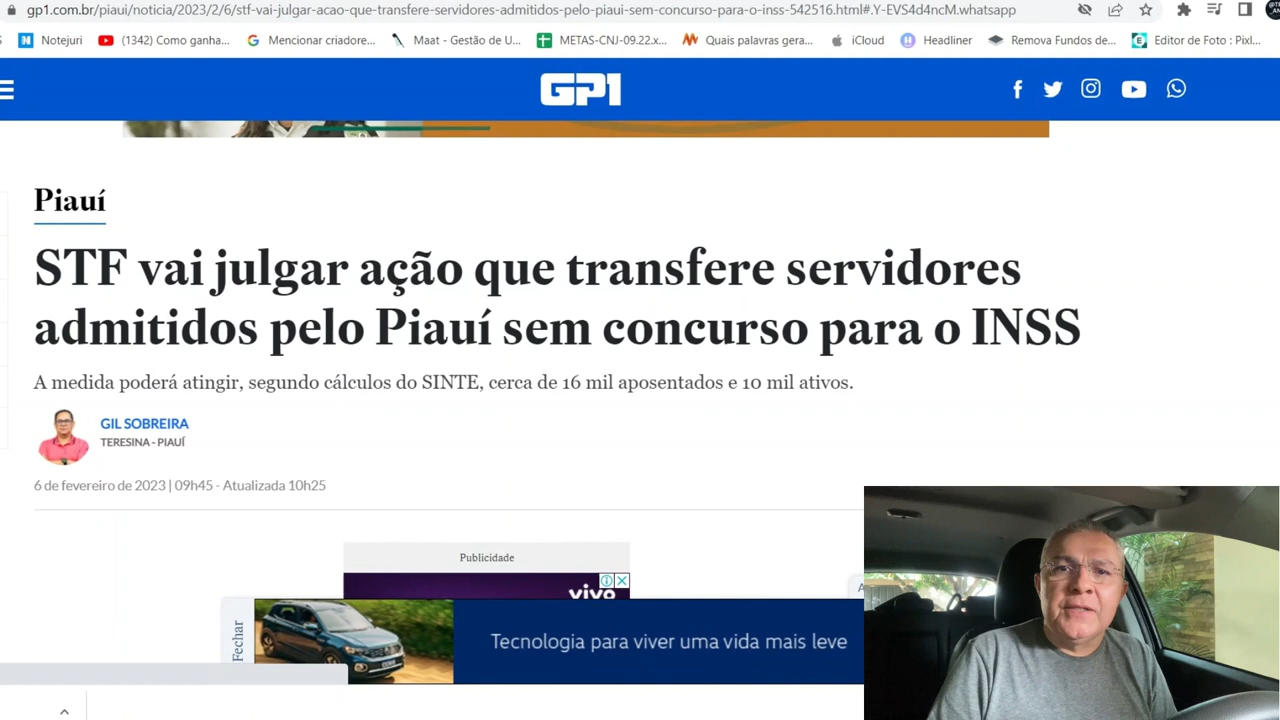 gp1.com.br/piaui/noticia/2023/2/6/stf-vai-julgar-acao-que-transfere-servidores-admitidos-pelo-piaui-sem-concurso-para-o-inss-542516.html#.Y-EVS4d4ncM.whatsapp
Notejuri
(1342) Como ganha...
Mencionar criadore...
Maat - Gestão de U...
METAS-CNJ-09.22.x...
Quais palavras gera...
iCloud
Headliner
Remova Fundos de...
Editor de Foto : Pixl...
GP1
Piauí
STF vai julgar ação que transfere servidores
admitidos pelo Piauí sem concurso para o INSS
A medida poderá atingir, segundo cálculos do SINTE, cerca de 16 mil aposentados e 10 mil ativos.
GIL SOBREIRA
TERESINA - PIAUÍ
6 de fevereiro de 2023 | 09h45 - Atualizada 10h25
Publicidade
vivo
Fechar
Tecnologia para viver uma vida mais leve